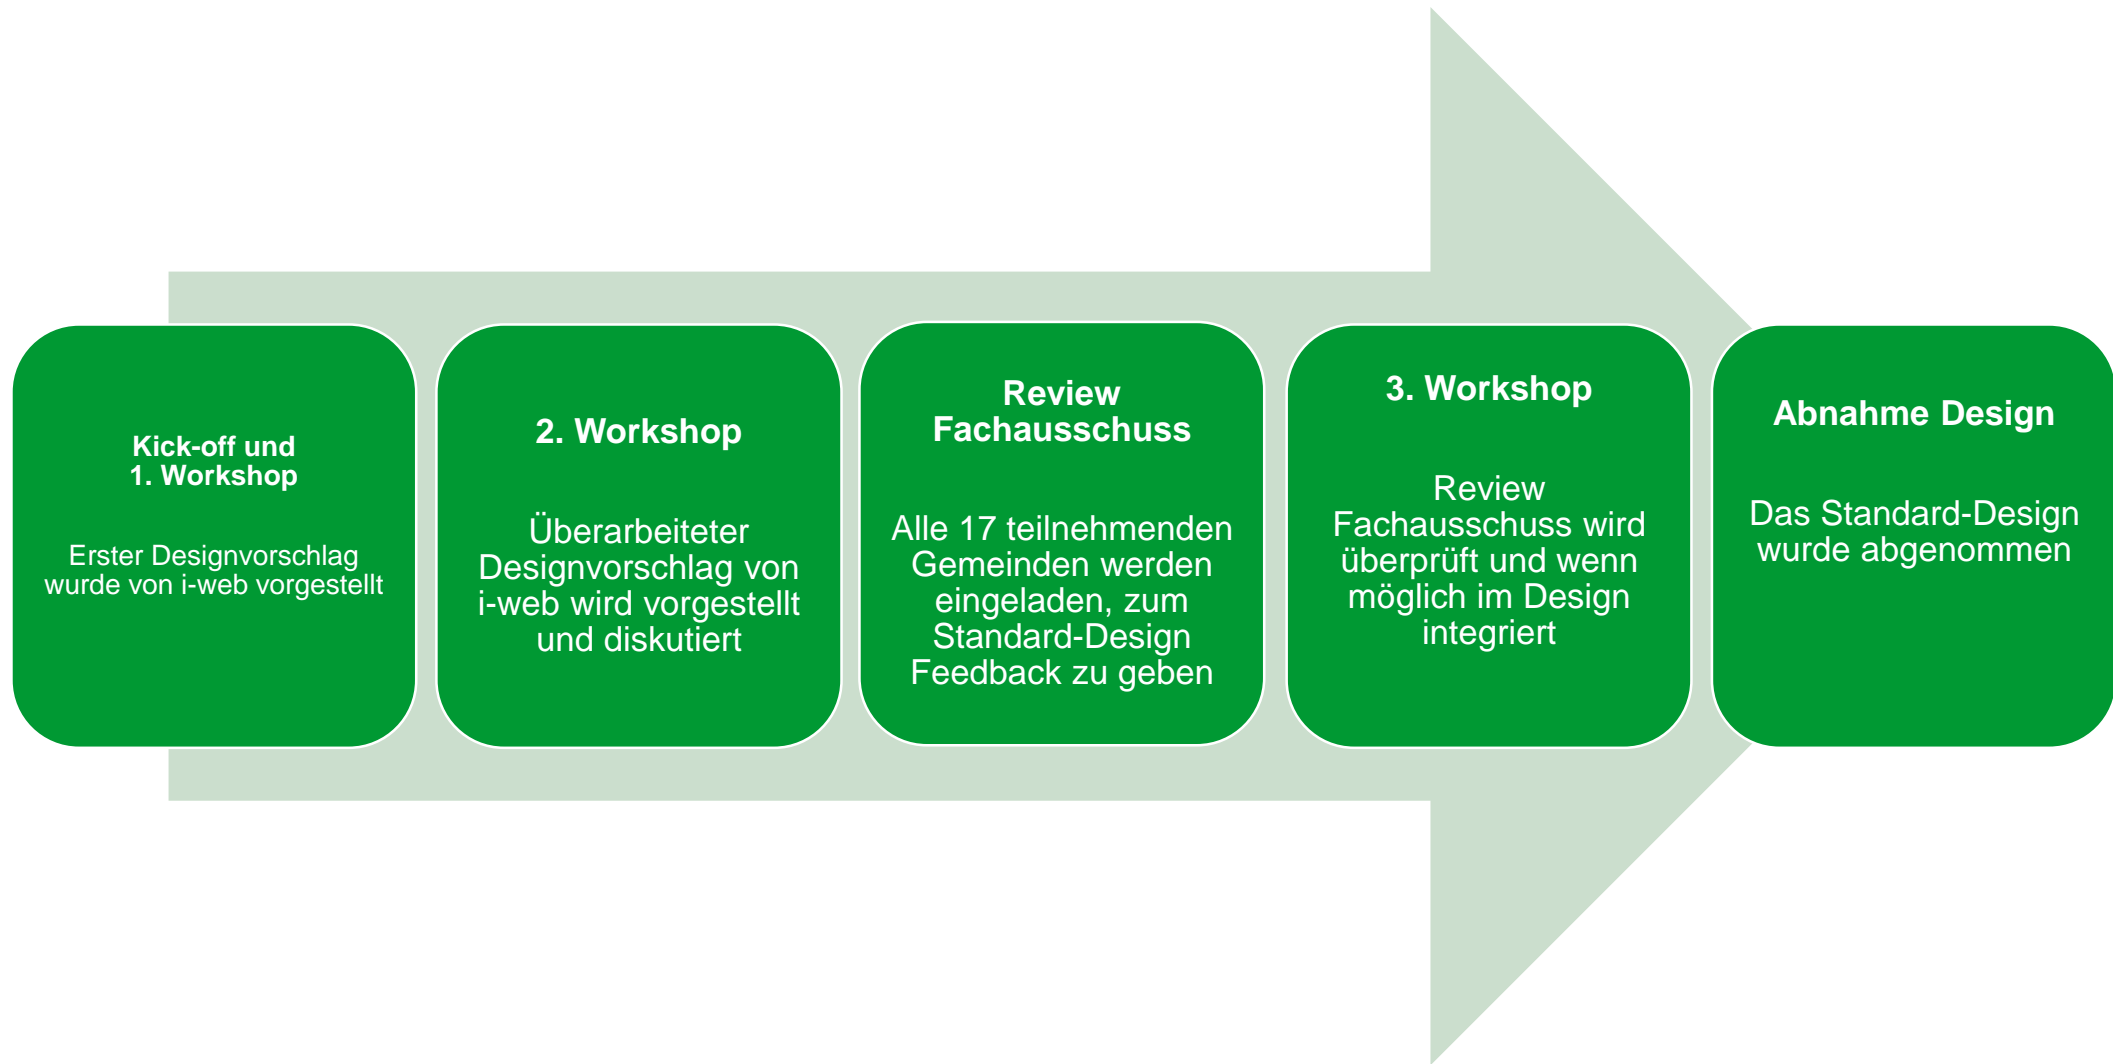 Kick-off und
1. Workshop
Erster Designvorschlag
wurde von i-web vorgestellt
2. Workshop
Überarbeiteter
Designvorschlag von
i-web wird vorgestellt
und diskutiert
Review
Fachausschuss
Alle 17 teilnehmenden
Gemeinden werden
eingeladen, zum
Standard-Design
Feedback zu geben
3. Workshop
Review
Fachausschuss wird
überprüft und wenn
möglich im Design
integriert
Abnahme Design
Das Standard-Design
wurde abgenommen